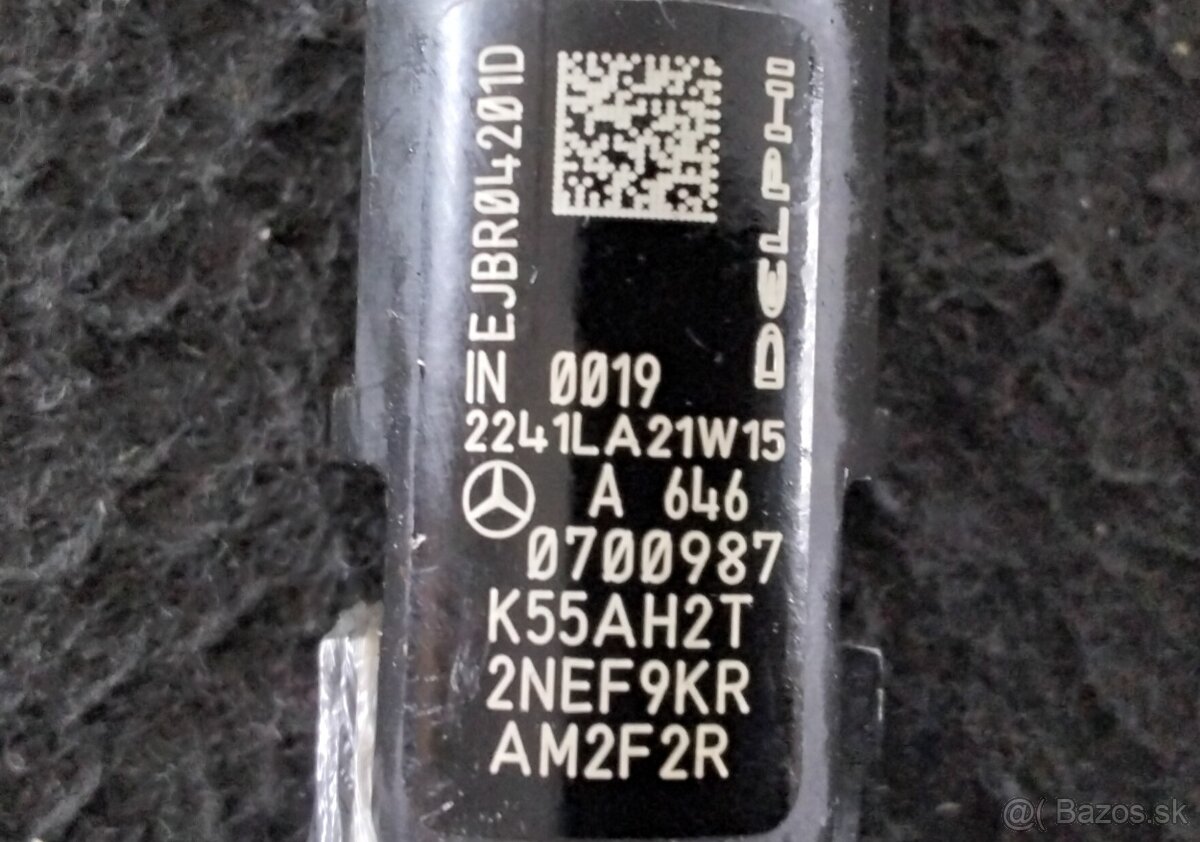 EJBR04201D
DELPHI
IN 0019
2241LA21W15
A 646
0700987
K55AH2T
2NEF9KR
AM2F2R
@( Bazos.sk